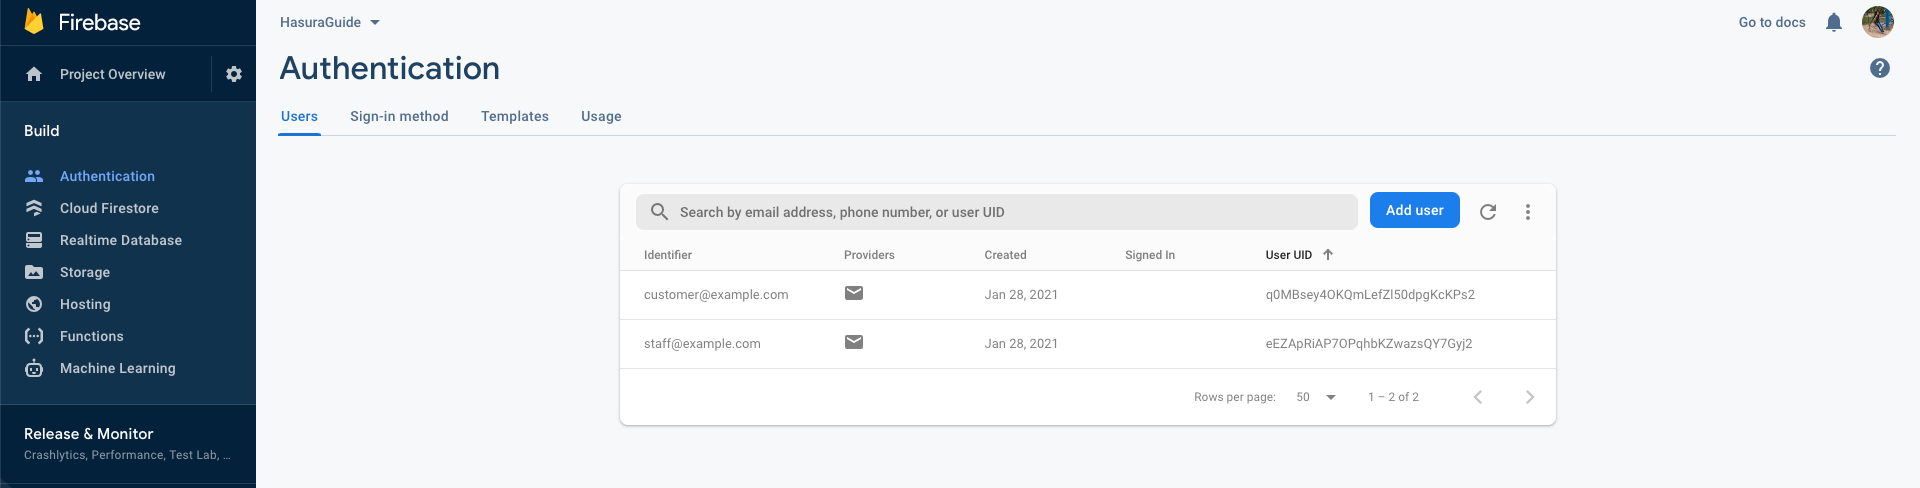 Firebase
Project Overview
Build
Authentication
Cloud Firestore
Realtime Database
Storage
Hosting
Functions
Machine Learning
Release & Monitor
Crashlytics, Performance, Test Lab, ...
HasuraGuide
Go to docs
Authentication
Users Sign-in method Templates Usage
Search by email address, phone number, or user UID
Add user
Identifier Providers Created Signed In User UID
customer@example.com Jan 28, 2021 q0MBsey4OKQmLefZl50dpgKcKPs2
staff@example.com Jan 28, 2021 eEZApRiAP7OPqhbKZwazsQY7Gyj2
Rows per page: 50 1 – 2 of 2